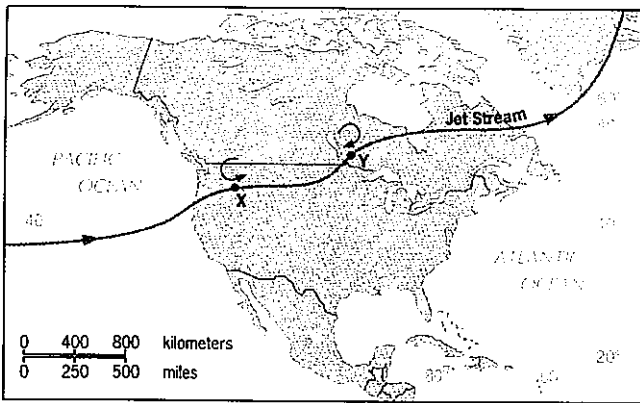 Jet Stream
Y
PACIFIC
OCEAN
X
40
ATLANTIC
OCEAN
0 400 800 kilometers
0 250 500 miles
20°